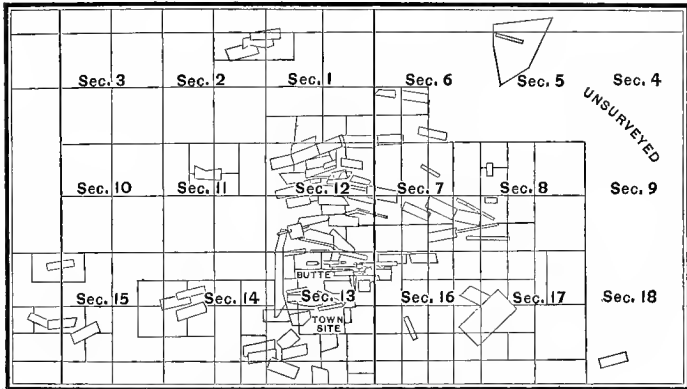 Sec. 3 Sec. 2 Sec. 1 Sec. 6 Sec. 5 Sec. 4
UNSURVEYED
Sec. 10 Sec. 11 Sec. 12 Sec. 7 Sec. 8 Sec. 9
BUTTE
Sec. 15 Sec. 14 Sec. 13 Sec. 16 Sec. 17 Sec. 18
TOWN
SITE